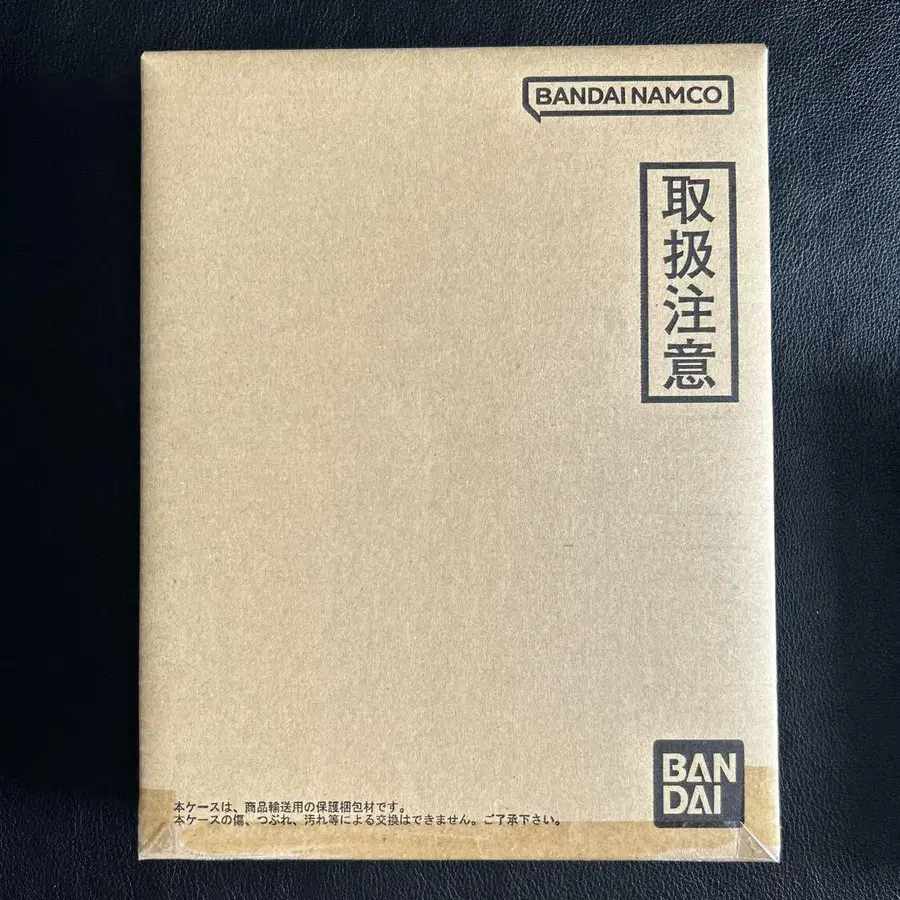 BANDAI NAMCO
取扱注意
本ケースは、商品輸送用の保護梱包材です。
本ケースの傷、つぶれ、汚れ等による交換はできません。ご了承下さい。
BAN
DAI